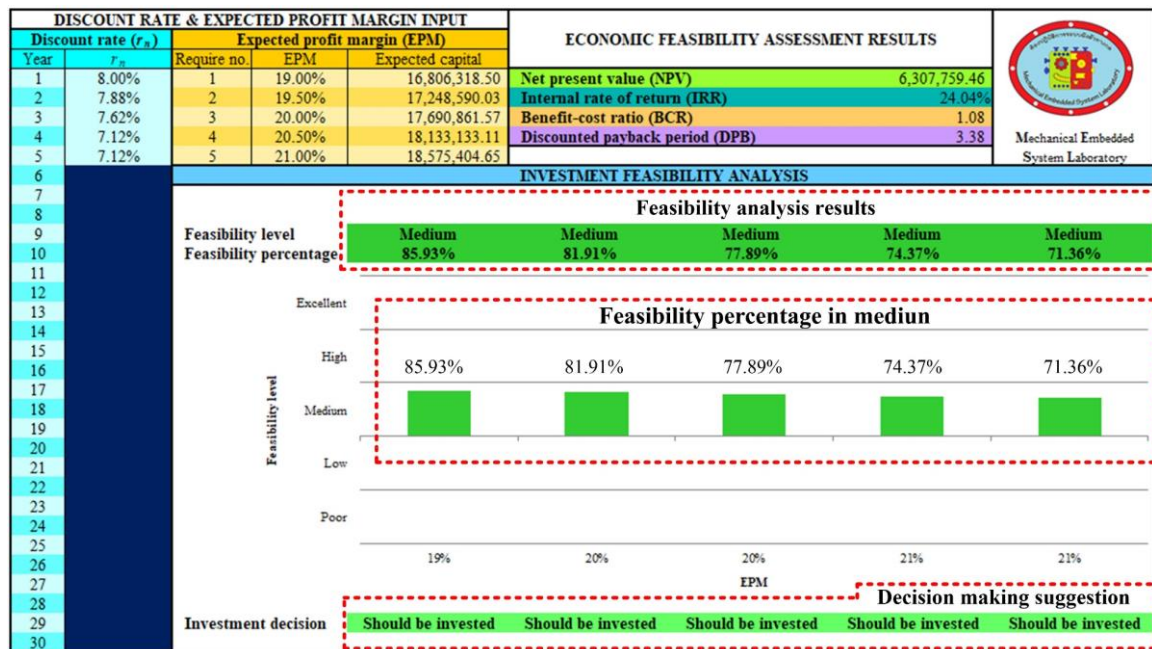 DISCOUNT RATE & EXPECTED PROFIT MARGIN INPUT
Discount rate (rₙ) Expected profit margin (EPM)
Year rₙ Require no. EPM Expected capital
1 8.00% 1 19.00% 16,806,318.50
2 7.88% 2 19.50% 17,248,590.03
3 7.62% 3 20.00% 17,690,861.57
4 7.12% 4 20.50% 18,133,133.11
5 7.12% 5 21.00% 18,575,404.65
ECONOMIC FEASIBILITY ASSESSMENT RESULTS
Net present value (NPV) 6,307,759.46
Internal rate of return (IRR) 24.04%
Benefit-cost ratio (BCR) 1.08
Discounted payback period (DPB) 3.38
Mechanical Embedded System Laboratory
Mechanical Embedded
System Laboratory
6
7
8
9
10
11
12
13
14
15
16
17
18
19
20
21
22
23
24
25
26
27
28
29
30
INVESTMENT FEASIBILITY ANALYSIS
Feasibility analysis results
Feasibility level Medium Medium Medium Medium Medium
Feasibility percentage 85.93% 81.91% 77.89% 74.37% 71.36%
Feasibility percentage in mediun
Excellent
High
85.93% 81.91% 77.89% 74.37% 71.36%
Feasibility level
Medium
Low
Poor
19% 20% 20% 21% 21%
EPM
Decision making suggestion
Investment decision Should be invested Should be invested Should be invested Should be invested Should be invested